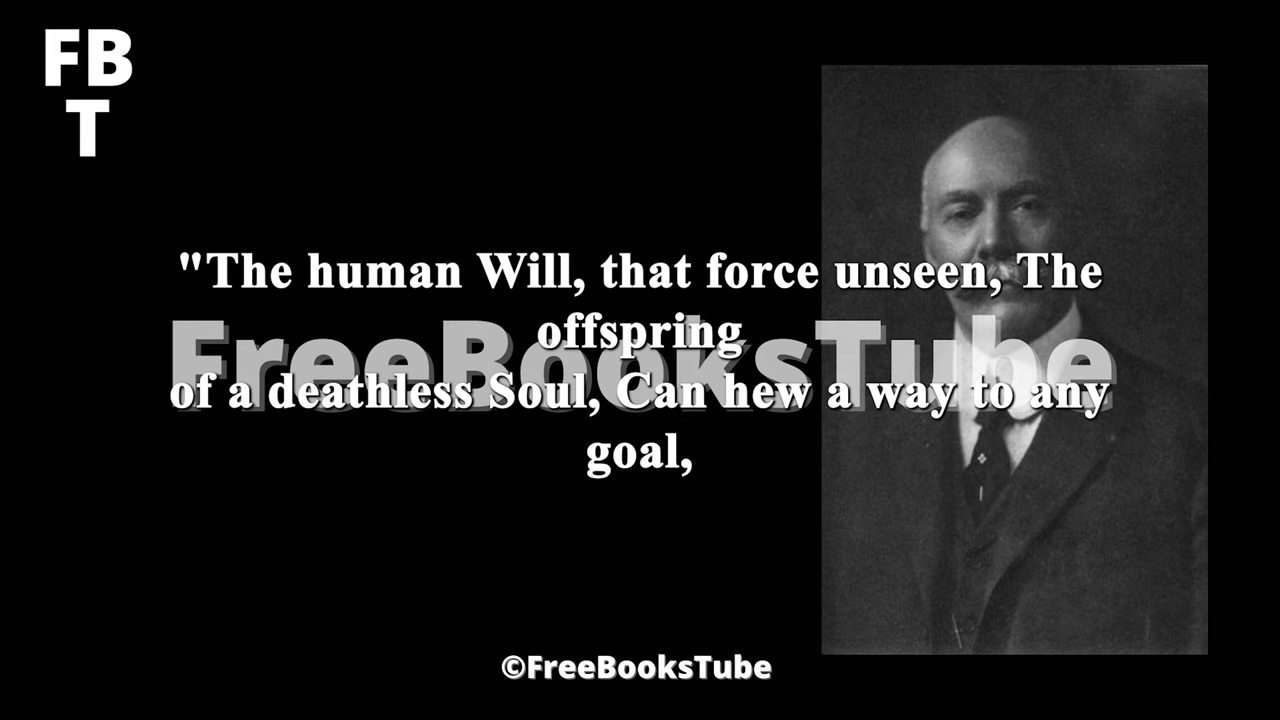 FB
T
"The human Will, that force unseen, The
offspring
FreeBooksTube
of a deathless Soul, Can hew a way to any
goal,
©FreeBooksTube